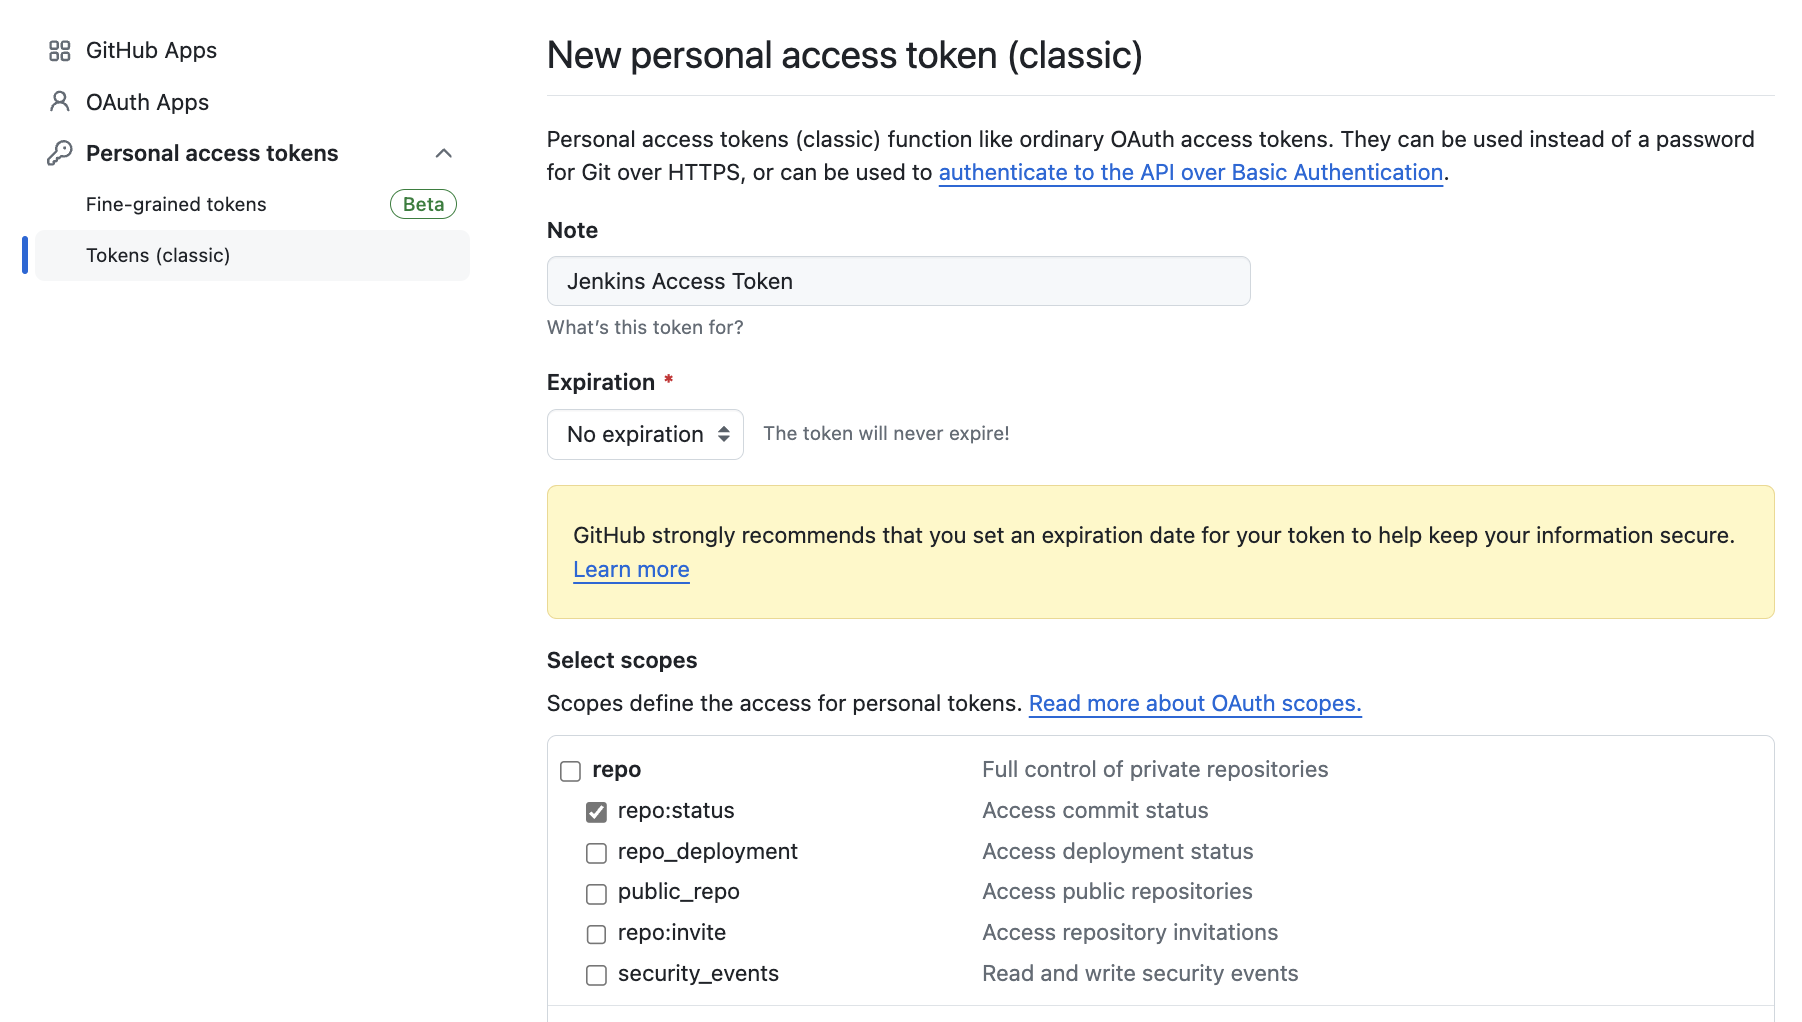 GitHub Apps
OAuth Apps
Personal access tokens
Fine-grained tokens Beta
Tokens (classic)
New personal access token (classic)
Personal access tokens (classic) function like ordinary OAuth access tokens. They can be used instead of a password
for Git over HTTPS, or can be used to authenticate to the API over Basic Authentication.
Note
Jenkins Access Token
What's this token for?
Expiration *
No expiration The token will never expire!
GitHub strongly recommends that you set an expiration date for your token to help keep your information secure.
Learn more
Select scopes
Scopes define the access for personal tokens. Read more about OAuth scopes.
repo Full control of private repositories
repo:status Access commit status
repo_deployment Access deployment status
public_repo Access public repositories
repo:invite Access repository invitations
security_events Read and write security events